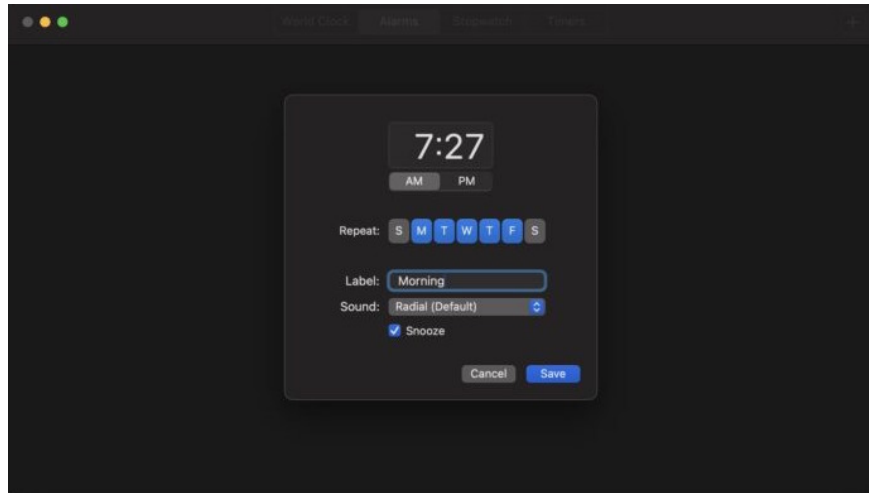 World Clock Alarms Stopwatch Timers
7:27
AM PM
Repeat: S M T W T F S
Label: Morning
Sound: Radial (Default)
Snooze
Cancel Save